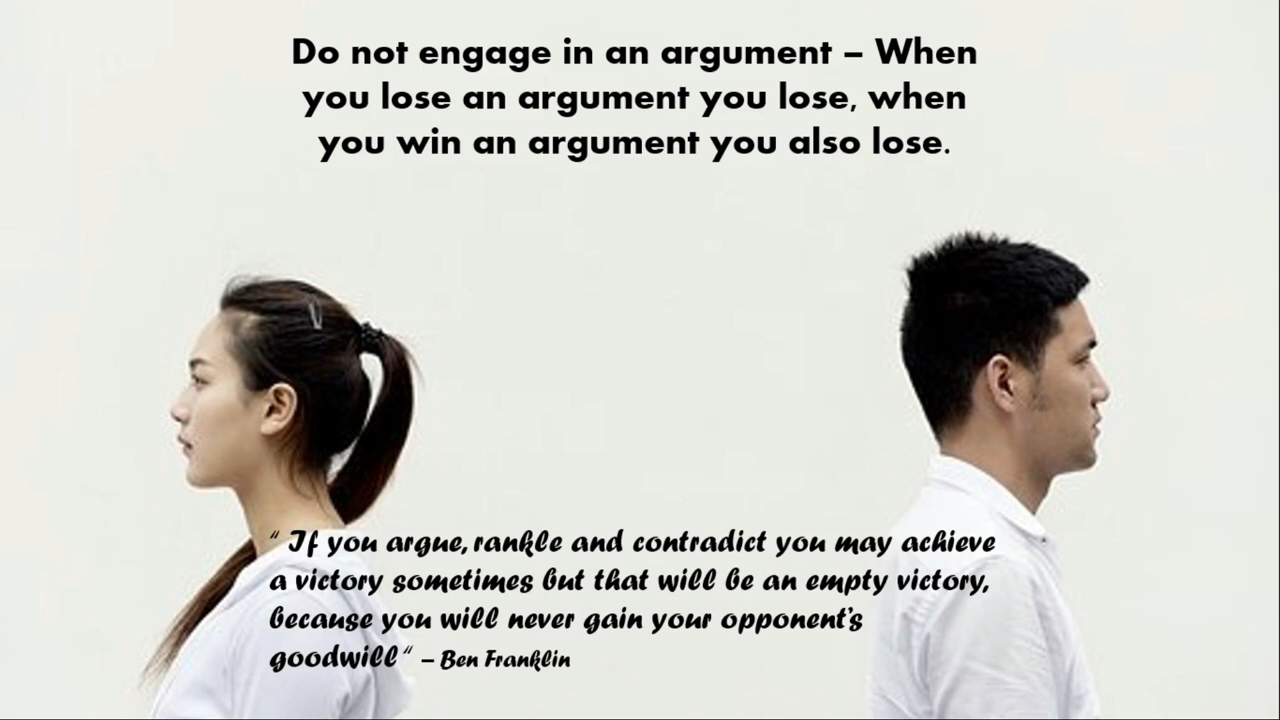 Do not engage in an argument – When
you lose an argument you lose, when
you win an argument you also lose.
“ If you argue, rankle and contradict you may achieve
a victory sometimes but that will be an empty victory,
because you will never gain your opponent’s
goodwill“ – Ben Franklin